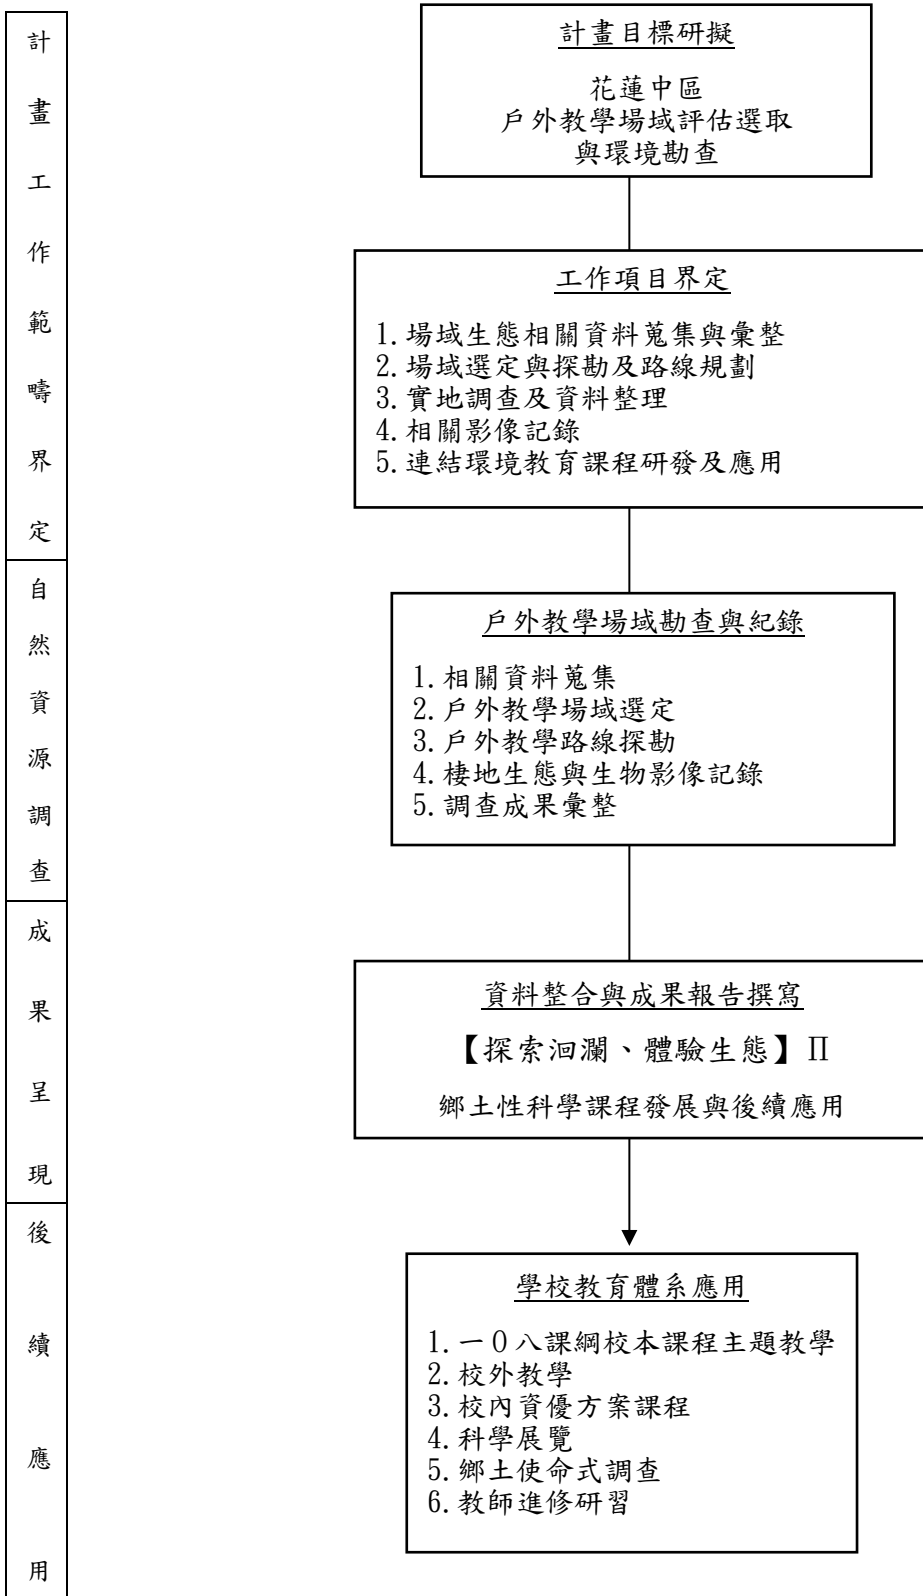 計畫工作範疇界定
計畫目標研擬
花蓮中區
戶外教學場域評估選取
與環境勘查
工作項目界定
1.場域生態相關資料蒐集與彙整
2.場域選定與探勘及路線規劃
3.實地調查及資料整理
4.相關影像記錄
5.連結環境教育課程研發及應用
自然資源調查
戶外教學場域勘查與紀錄
1.相關資料蒐集
2.戶外教學場域選定
3.戶外教學路線探勘
4.棲地生態與生物影像記錄
5.調查成果彙整
成果呈現
資料整合與成果報告撰寫
【探索洄瀾、體驗生態】Ⅱ
鄉土性科學課程發展與後續應用
後續應用
學校教育體系應用
1.一０八課綱校本課程主題教學
2.校外教學
3.校內資優方案課程
4.科學展覽
5.鄉土使命式調查
6.教師進修研習